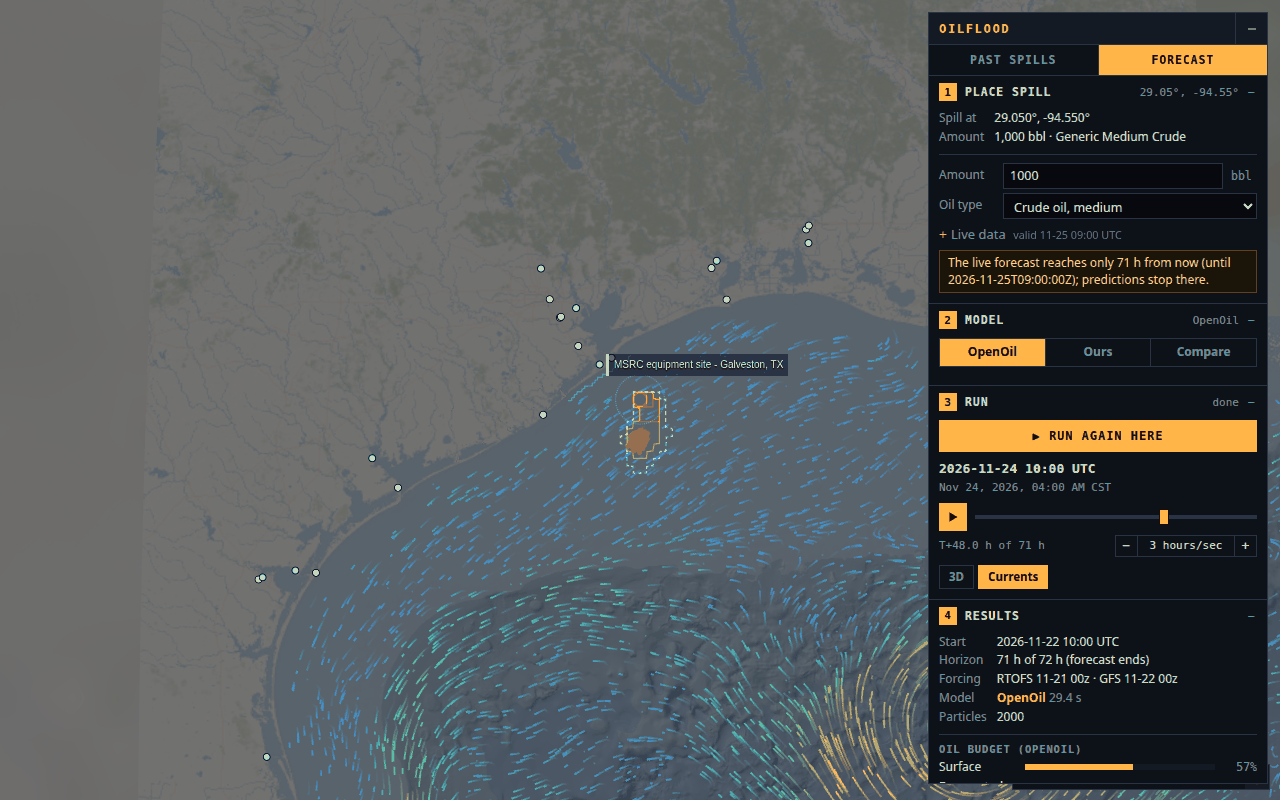 OILFLOOD
PAST SPILLS
FORECAST
1 PLACE SPILL 29.05°, -94.55° −
Spill at 29.050°, -94.550°
Amount 1,000 bbl · Generic Medium Crude
Amount 1000 bbl
Oil type Crude oil, medium
+ Live data valid 11-25 09:00 UTC
The live forecast reaches only 71 h from now (until
2026-11-25T09:00:00Z); predictions stop there.
2 MODEL OpenOil −
OpenOil Ours Compare
3 RUN done −
▶ RUN AGAIN HERE
2026-11-24 10:00 UTC
Nov 24, 2026, 04:00 AM CST
T+48.0 h of 71 h − 3 hours/sec +
3D Currents
4 RESULTS −
Start 2026-11-22 10:00 UTC
Horizon 71 h of 72 h (forecast ends)
Forcing RTOFS 11-21 00z · GFS 11-22 00z
Model OpenOil 29.4 s
Particles 2000
OIL BUDGET (OPENOIL)
Surface 57%
MSRC equipment site - Galveston, TX